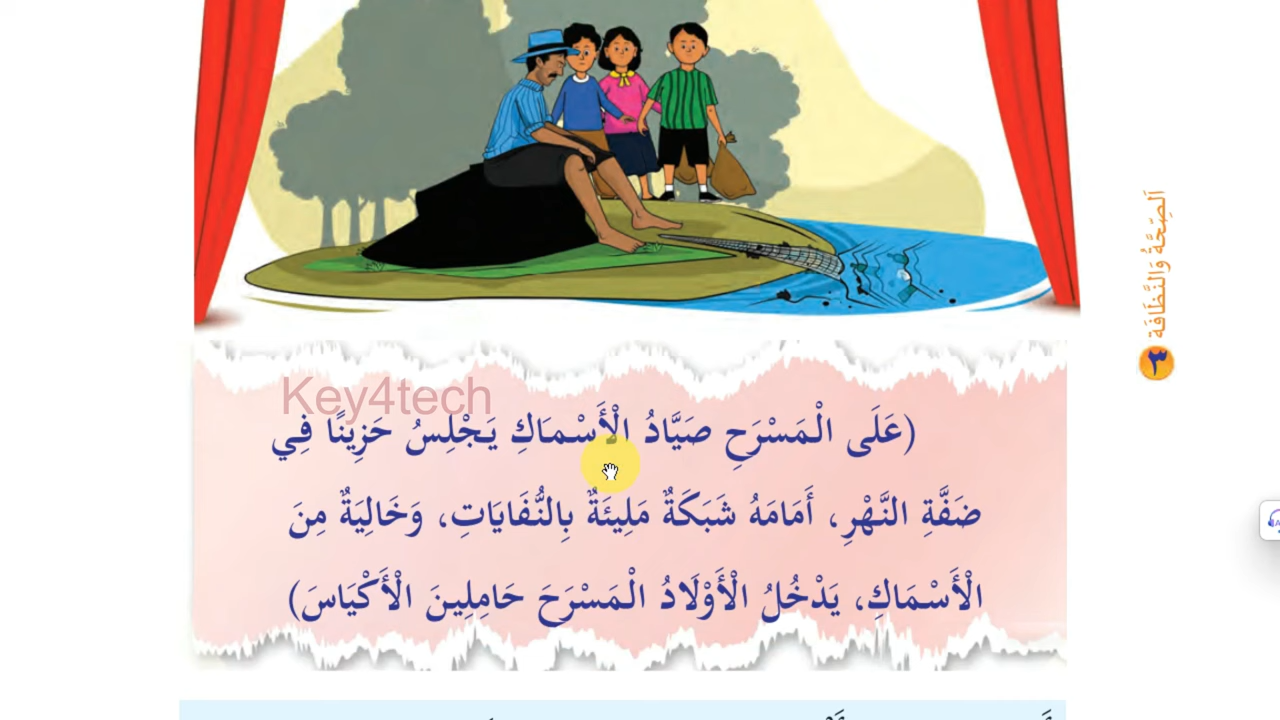 الصِّحَّةُ وَالنَّظَافَة
٣
Key4tech
(عَلَى الْمَسْرَحِ صَيَّادُ الْأَسْمَاكِ يَجْلِسُ حَزِينًا فِي
ضَفَّةِ النَّهْرِ، أَمَامَهُ شَبَكَةٌ مَلِيئَةٌ بِالنُّفَايَاتِ، وَخَالِيَةٌ مِنَ
الْأَسْمَاكِ، يَدْخُلُ الْأَوْلَادُ الْمَسْرَحَ حَامِلِينَ الْأَكْيَاسَ)